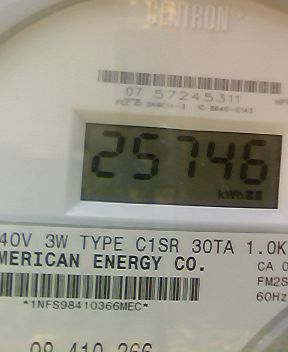 CENTRON®
07 57245311
25746
kWh
40V 3W TYPE C1SR 30TA 1.0K
MERICAN ENERGY CO.
CA 0
FM2S
60Hz
*1NFS98410366MEC*
98 410 366